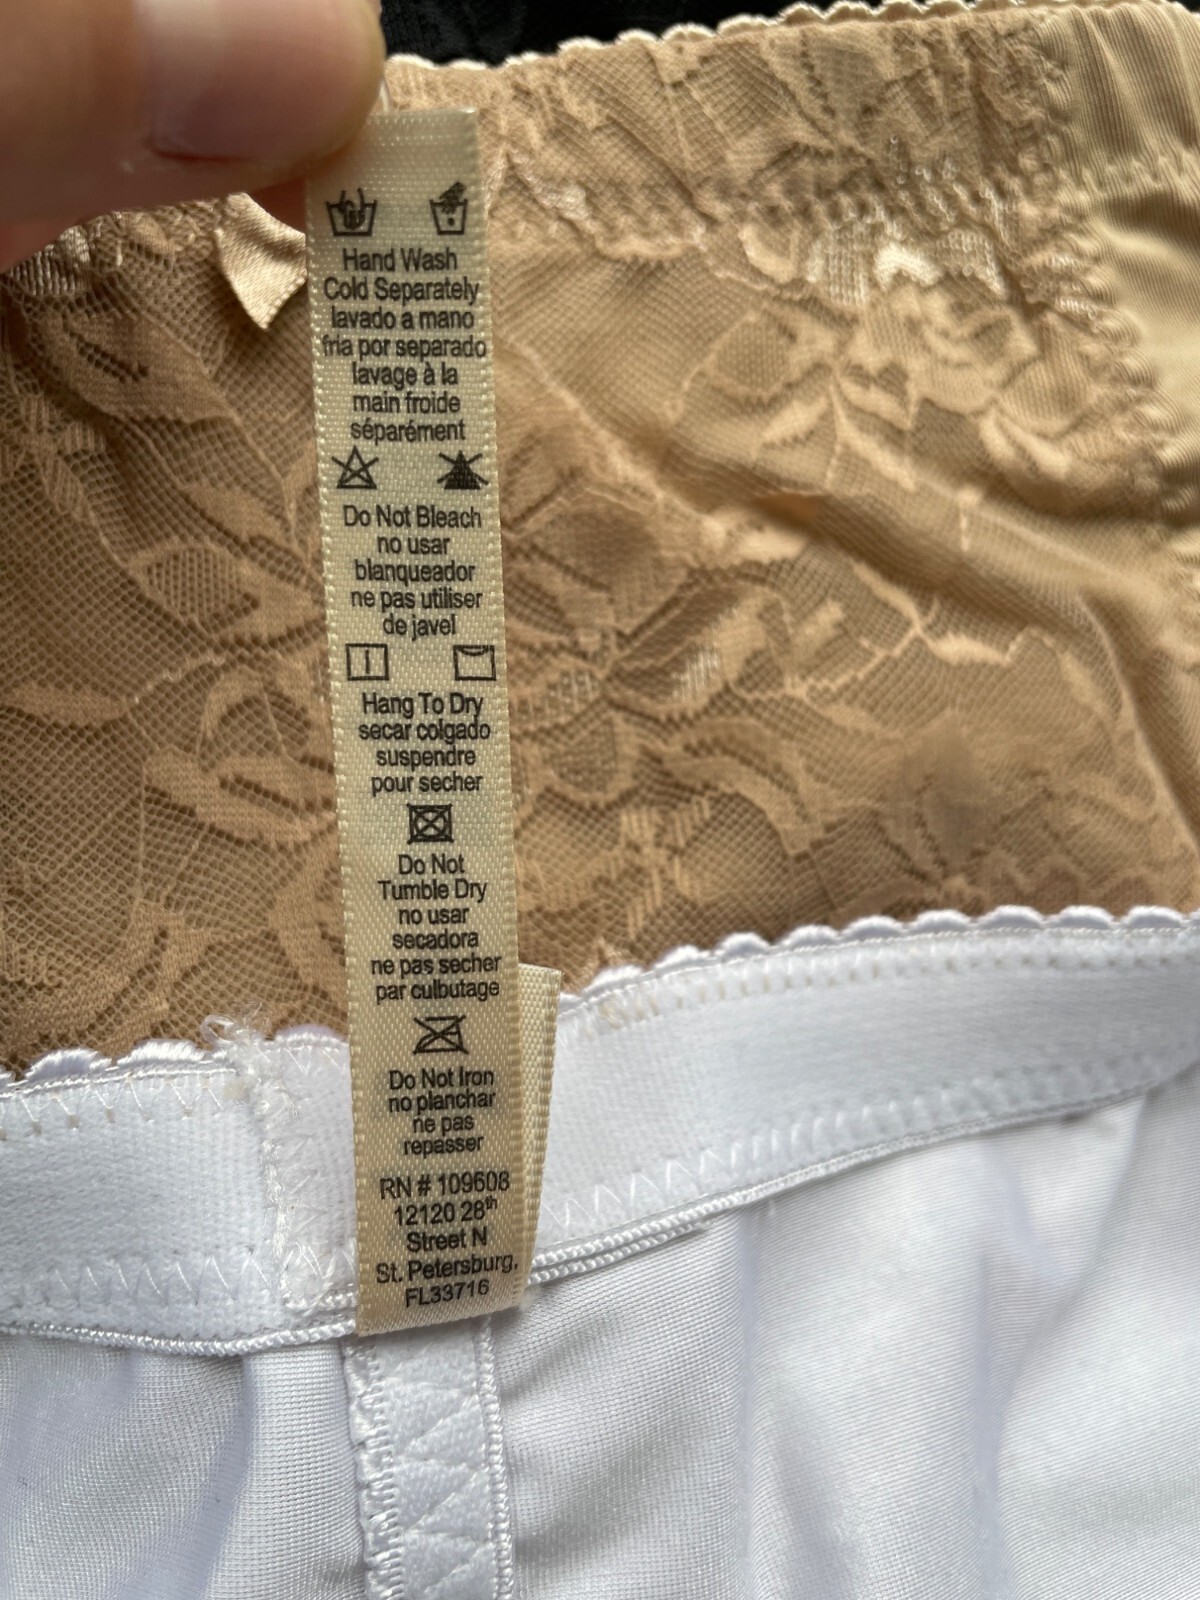 Hand Wash
Cold Separately
lavado a mano
fria por separado
lavage à la
main froide
séparément
Do Not Bleach
no usar
blanqueador
ne pas utiliser
de javel
Hang To Dry
secar colgado
suspendre
pour secher
Do Not
Tumble Dry
no usar
secadora
ne pas secher
par culbutage
Do Not Iron
no planchar
ne pas
repasser
RN # 109608
12120 28th
Street N
St. Petersburg,
FL33716